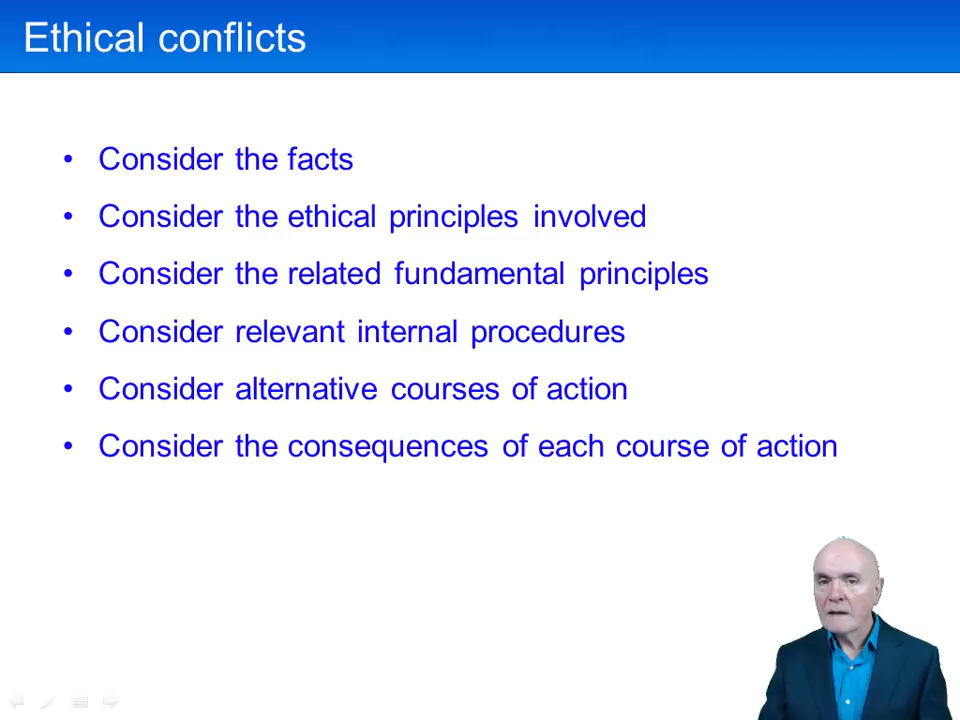 Ethical conflicts
• Consider the facts
• Consider the ethical principles involved
• Consider the related fundamental principles
• Consider relevant internal procedures
• Consider alternative courses of action
• Consider the consequences of each course of action